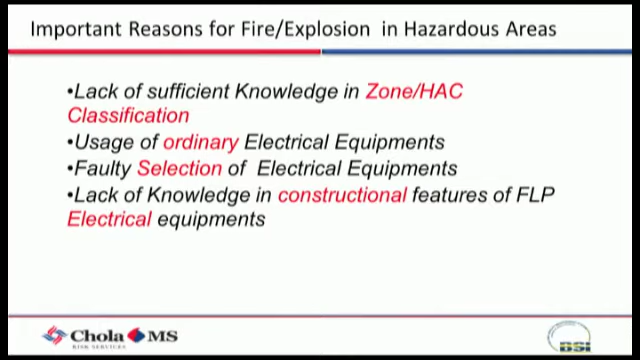 Important Reasons for Fire/Explosion in Hazardous Areas
•Lack of sufficient Knowledge in Zone/HAC
Classification
•Usage of ordinary Electrical Equipments
•Faulty Selection of Electrical Equipments
•Lack of Knowledge in constructional features of FLP
Electrical equipments
Chola MS
RISK SERVICES